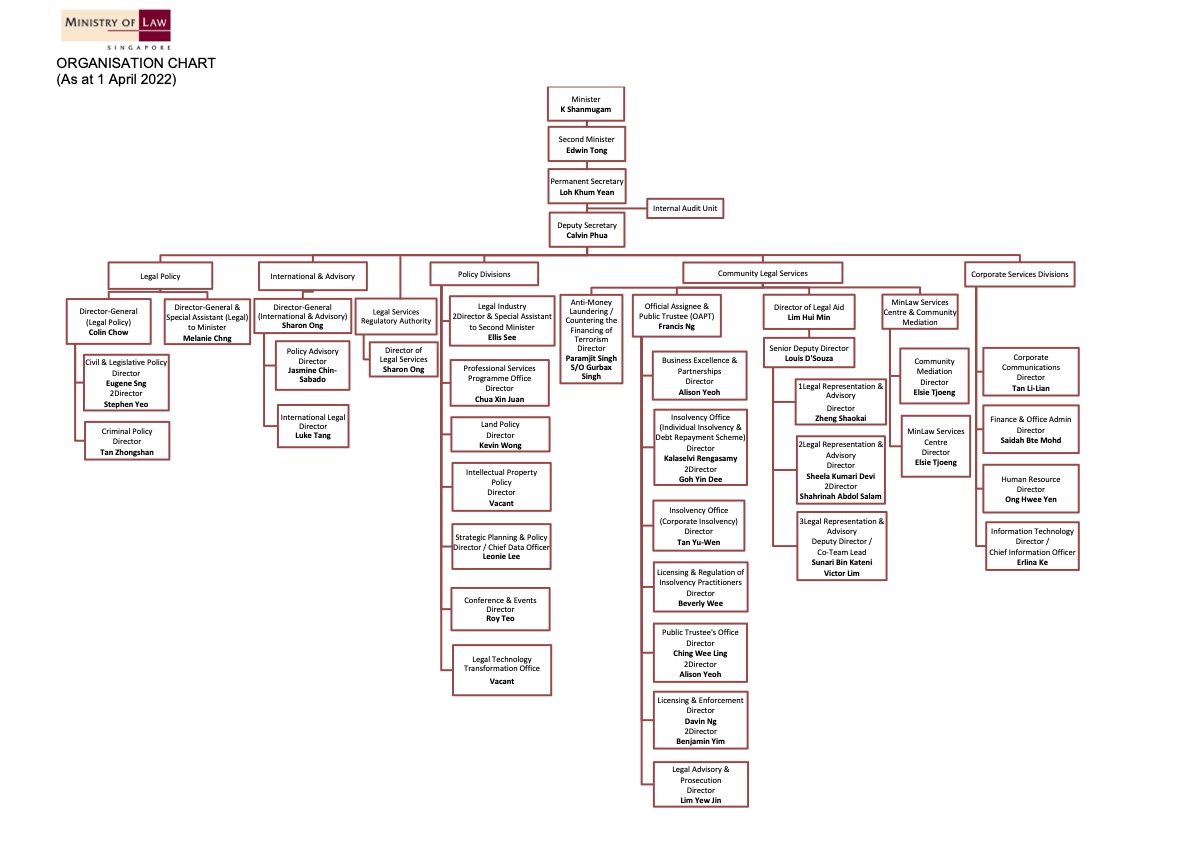 MINISTRY OF LAW
SINGAPORE
ORGANISATION CHART
(As at 1 April 2022)
Minister
K Shanmugam
Second Minister
Edwin Tong
Permanent Secretary
Loh Khum Yean
Internal Audit Unit
Deputy Secretary
Calvin Phua
Legal Policy
Director-General
(Legal Policy)
Colin Chow
Director-General &
Special Assistant (Legal)
to Minister
Melanie Chng
Civil & Legislative Policy
Director
Eugene Sng
2Director
Stephen Yeo
Criminal Policy
Director
Tan Zhongshan
International & Advisory
Director-General
(International & Advisory)
Sharon Ong
Policy Advisory
Director
Jasmine Chin-
Sabado
International Legal
Director
Luke Tang
Legal Services
Regulatory Authority
Director of
Legal Services
Sharon Ong
Policy Divisions
Legal Industry
2Director & Special Assistant
to Second Minister
Ellis See
Professional Services
Programme Office
Director
Chua Xin Juan
Land Policy
Director
Kevin Wong
Intellectual Property
Policy
Director
Vacant
Strategic Planning & Policy
Director / Chief Data Officer
Leonie Lee
Conference & Events
Director
Roy Teo
Legal Technology
Transformation Office
Vacant
Community Legal Services
Anti-Money
Laundering /
Countering the
Financing of
Terrorism
Director
Paramjit Singh
S/O Gurbax
Singh
Official Assignee &
Public Trustee (OAPT)
Francis Ng
Business Excellence &
Partnerships
Director
Alison Yeoh
Insolvency Office
(Individual Insolvency &
Debt Repayment Scheme)
Director
Kalaselvi Rengasamy
2Director
Goh Yin Dee
Insolvency Office
(Corporate Insolvency)
Director
Tan Yu-Wen
Licensing & Regulation of
Insolvency Practitioners
Director
Beverly Wee
Public Trustee's Office
Director
Ching Wee Ling
2Director
Alison Yeoh
Licensing & Enforcement
Director
Davin Ng
2Director
Benjamin Yim
Legal Advisory &
Prosecution
Director
Lim Yew Jin
Director of Legal Aid
Lim Hui Min
Senior Deputy Director
Louis D'Souza
1Legal Representation &
Advisory
Director
Zheng Shaokai
2Legal Representation &
Advisory
Director
Sheela Kumari Devi
2Director
Shahrinah Abdol Salam
3Legal Representation &
Advisory
Deputy Director /
Co-Team Lead
Sunari Bin Kateni
Victor Lim
MinLaw Services
Centre & Community
Mediation
Community
Mediation
Director
Elsie Tjoeng
MinLaw Services
Centre
Director
Elsie Tjoeng
Corporate Services Divisions
Corporate
Communications
Director
Tan Li-Lian
Finance & Office Admin
Director
Saidah Bte Mohd
Human Resource
Director
Ong Hwee Yen
Information Technology
Director /
Chief Information Officer
Erlina Ke